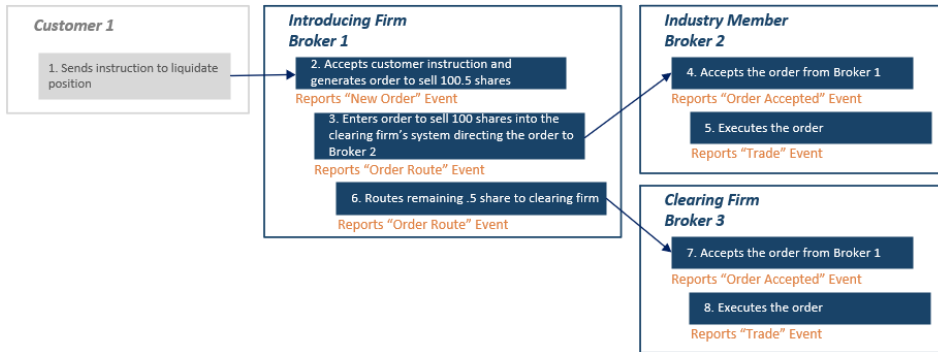 Customer 1
1. Sends instruction to liquidate
position
Introducing Firm
Broker 1
2. Accepts customer instruction and
generates order to sell 100.5 shares
Reports “New Order” Event
3. Enters order to sell 100 shares into the
clearing firm’s system directing the order to
Broker 2
Reports “Order Route” Event
6. Routes remaining .5 share to clearing firm
Reports “Order Route” Event
Industry Member
Broker 2
4. Accepts the order from Broker 1
Reports “Order Accepted” Event
5. Executes the order
Reports “Trade” Event
Clearing Firm
Broker 3
7. Accepts the order from Broker 1
Reports “Order Accepted” Event
8. Executes the order
Reports “Trade” Event